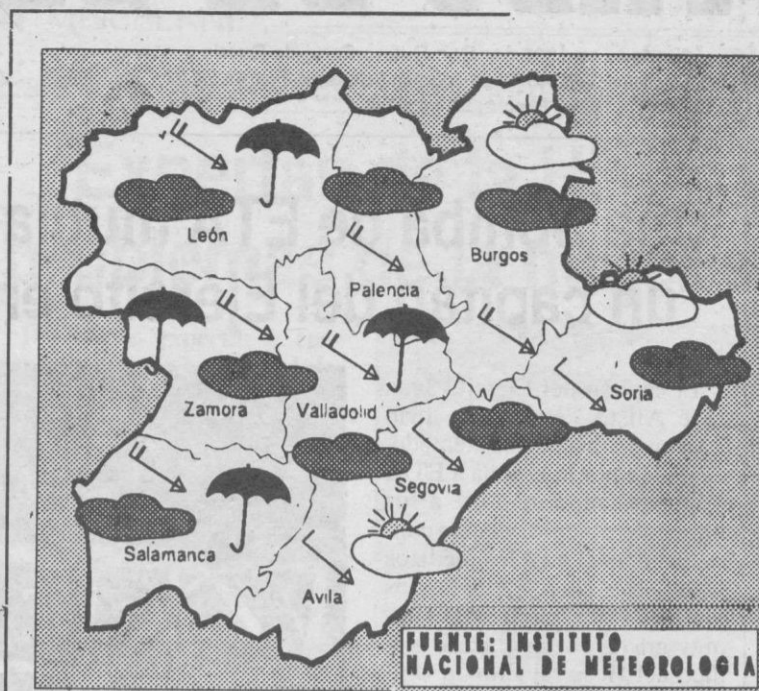 León
Burgos
Palencia
Soria
Zamora
Valladolid
Segovia
Salamanca
Avila
FUENTE: INSTITUTO
NACIONAL DE METEOROLOGIA